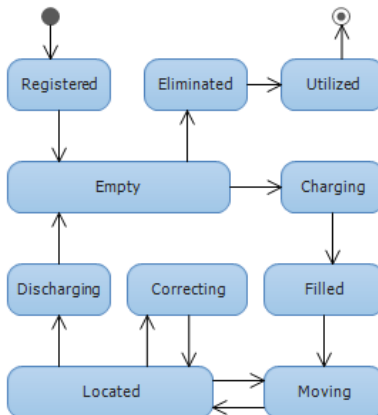 Registered
Eliminated
Utilized
Empty
Charging
Discharging
Correcting
Filled
Located
Moving